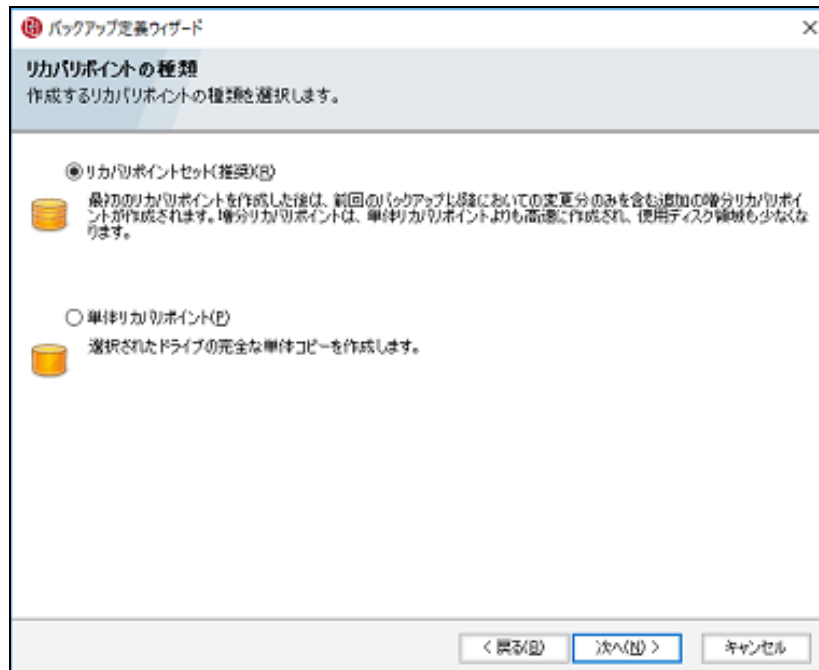 バックアップ定義ウィザード
リカバリポイントの種類
作成するリカバリポイントの種類を選択します。
リカバリポイントセット(推奨)(R)
最初のリカバリポイントを作成した後は、前回のバックアップ以降においての変更分のみを含む追加の増分リカバリポイ
ントが作成されます。増分リカバリポイントは、単体リカバリポイントよりも高速に作成され、使用ディスク領域も少なくな
ります。
単体リカバリポイント(P)
選択されたドライブの完全な単体コピーを作成します。
< 戻る(B)
次へ(N) >
キャンセル